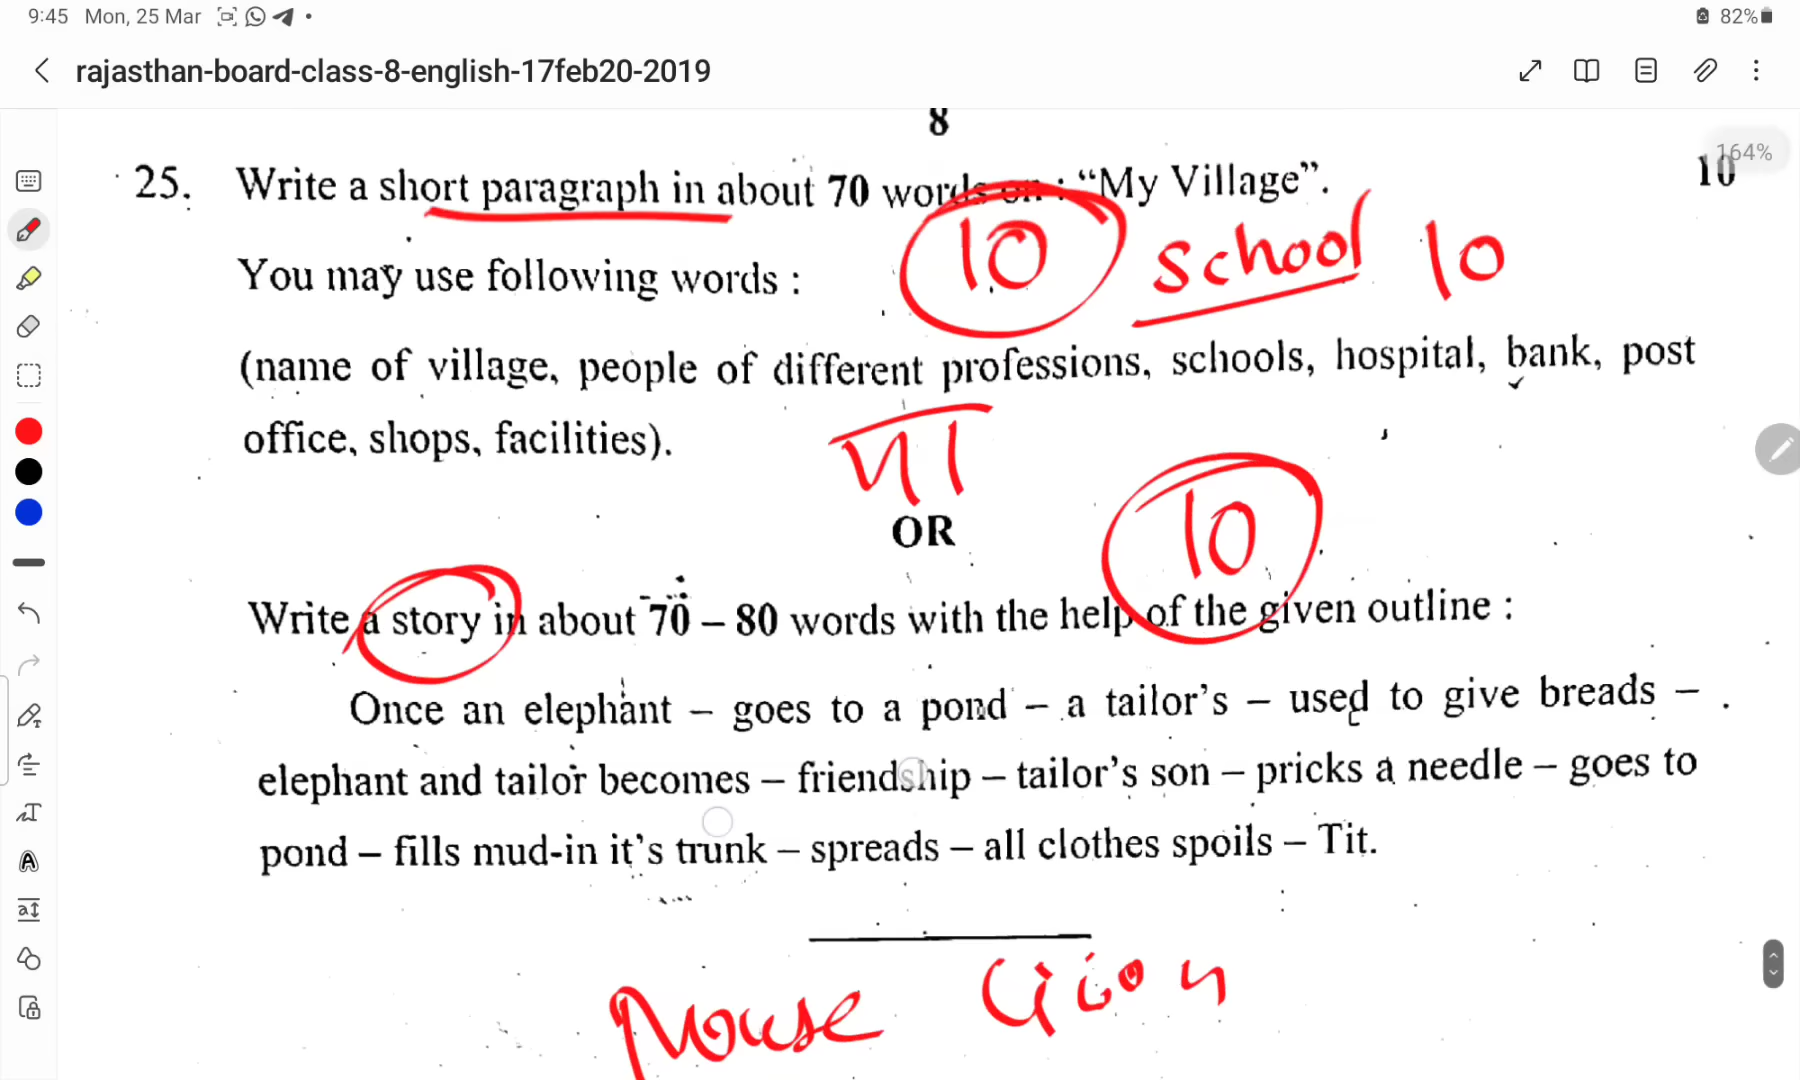 9:45 Mon, 25 Mar 82%
rajasthan-board-class-8-english-17feb20-2019
8
164%
25. Write a short paragraph in about 70 words on : “My Village”. 10
You may use following words : 10 school 10
(name of village, people of different professions, schools, hospital, bank, post
office, shops, facilities).
या
OR
10
Write a story in about 70 – 80 words with the help of the given outline :
Once an elephant – goes to a pond – a tailor’s – used to give breads –
elephant and tailor becomes – friendship – tailor’s son – pricks a needle – goes to
pond – fills mud-in it’s trunk – spreads – all clothes spoils – Tit.
Mouse